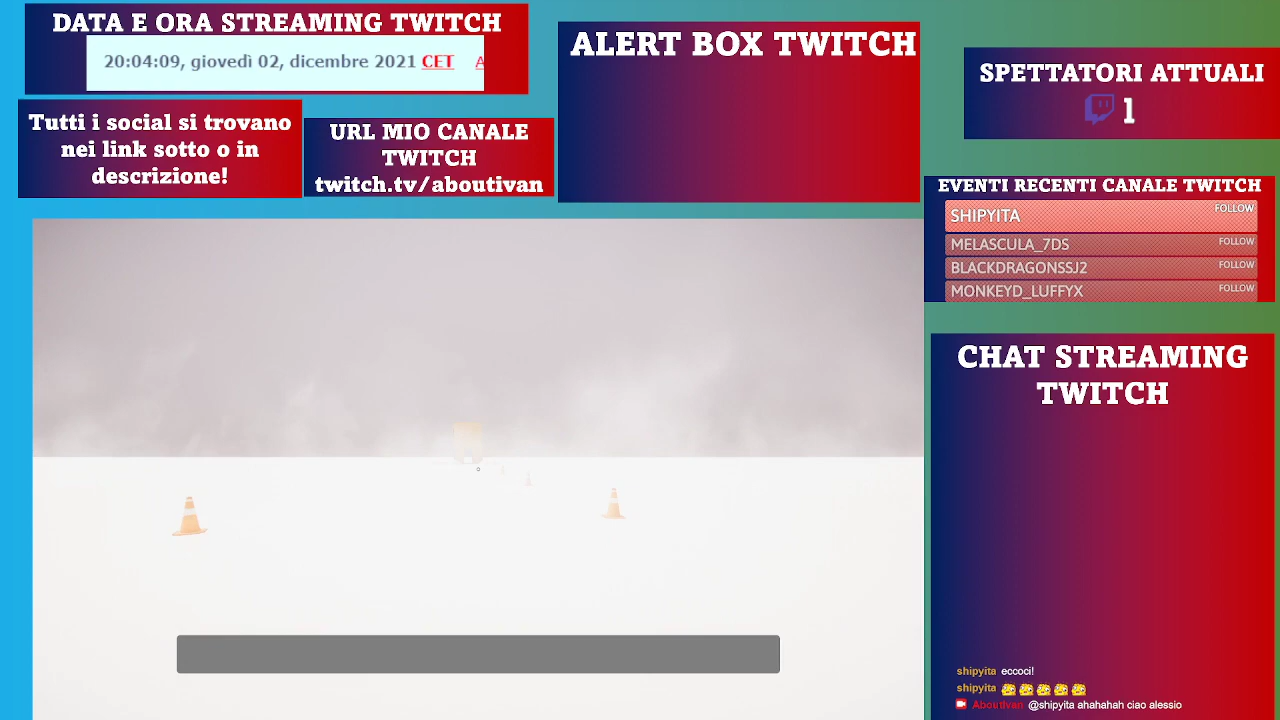 DATA E ORA STREAMING TWITCH
20:04:09, giovedì 02, dicembre 2021 CET A
Tutti i social si trovano
nei link sotto o in
descrizione!
URL MIO CANALE
TWITCH
twitch.tv/aboutivan
ALERT BOX TWITCH
SPETTATORI ATTUALI
1
EVENTI RECENTI CANALE TWITCH
SHIPYITA FOLLOW
MELASCULA_7DS FOLLOW
BLACKDRAGONSSJ2 FOLLOW
MONKEYD_LUFFYX FOLLOW
CHAT STREAMING
TWITCH
shipyita eccoci!
shipyita
AboutIvan @shipyita ahahahah ciao alessio